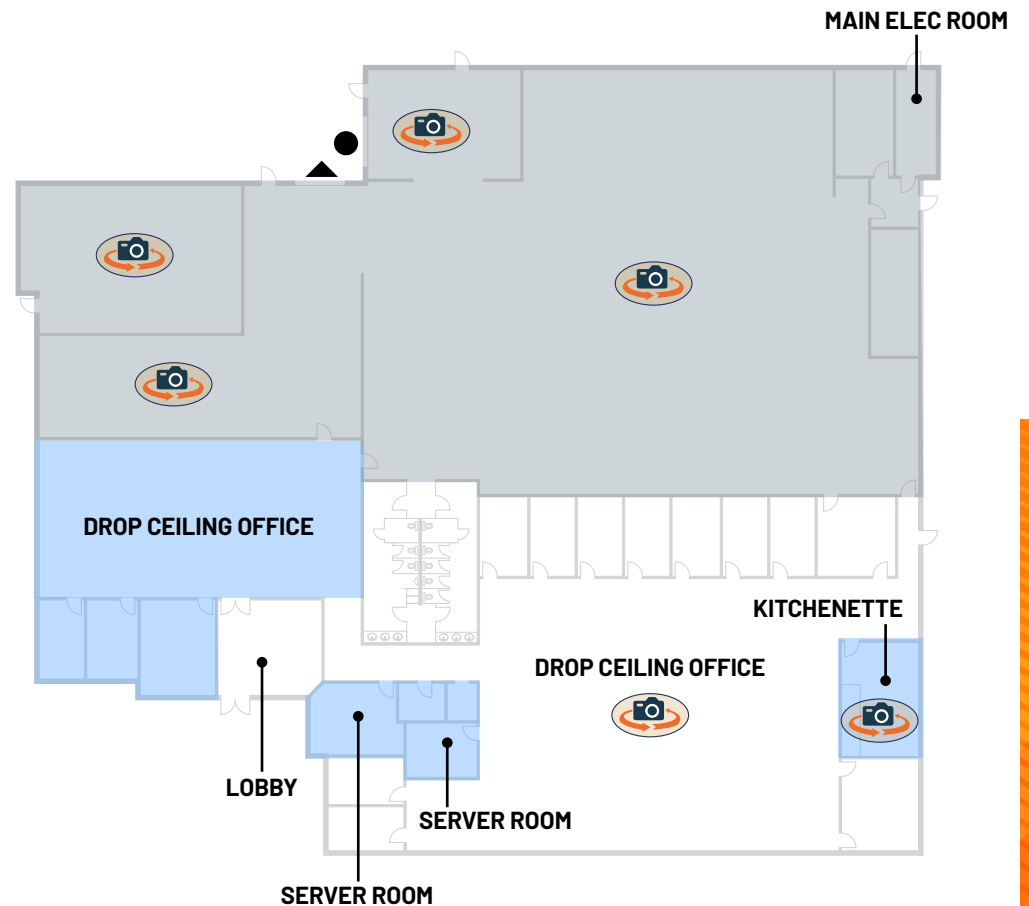 MAIN ELEC ROOM
DROP CEILING OFFICE
KITCHENETTE
DROP CEILING OFFICE
LOBBY
SERVER ROOM
SERVER ROOM